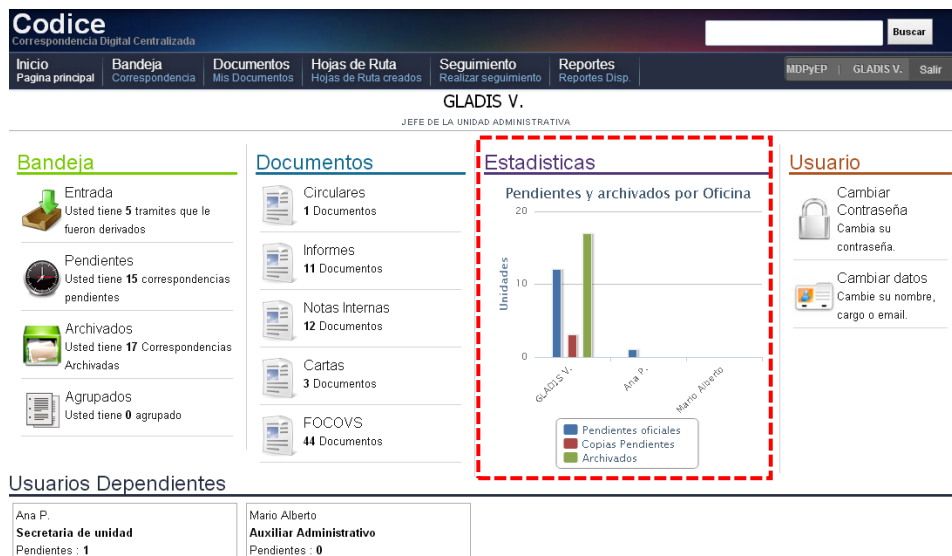 Codice
Correspondencia Digital Centralizada
Buscar
Inicio
Pagina principal
Bandeja
Correspondencia
Documentos
Mis Documentos
Hojas de Ruta
Hojas de Ruta creados
Seguimiento
Realizar seguimiento
Reportes
Reportes Disp.
MDPyEP | GLADIS V. Salir
GLADIS V.
JEFE DE LA UNIDAD ADMINISTRATIVA
Bandeja
Entrada
Usted tiene 5 tramites que le
fueron derivados
Pendientes
Usted tiene 15 correspondencias
pendientes
Archivados
Usted tiene 17 Correspondencias
Archivadas
Agrupados
Usted tiene 0 agrupado
Documentos
Circulares
1 Documentos
Informes
11 Documentos
Notas Internas
12 Documentos
Cartas
3 Documentos
FOCOVS
44 Documentos
Estadisticas
Pendientes y archivados por Oficina
Unidades
20
10
0
GLADIS V.
Ana P.
Mario Alberto
Pendientes oficiales
Copias Pendientes
Archivados
Usuario
Cambiar
Contraseña
Cambia su
contraseña.
Cambiar datos
Cambie su nombre,
cargo o email.
Usuarios Dependientes
Ana P.
Secretaria de unidad
Pendientes : 1
Mario Alberto
Auxiliar Administrativo
Pendientes : 0